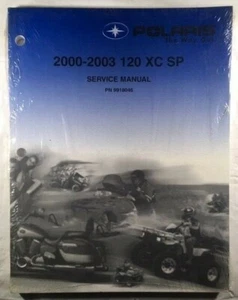 POLARIS
2000-2003 120 XC SP
SERVICE MANUAL